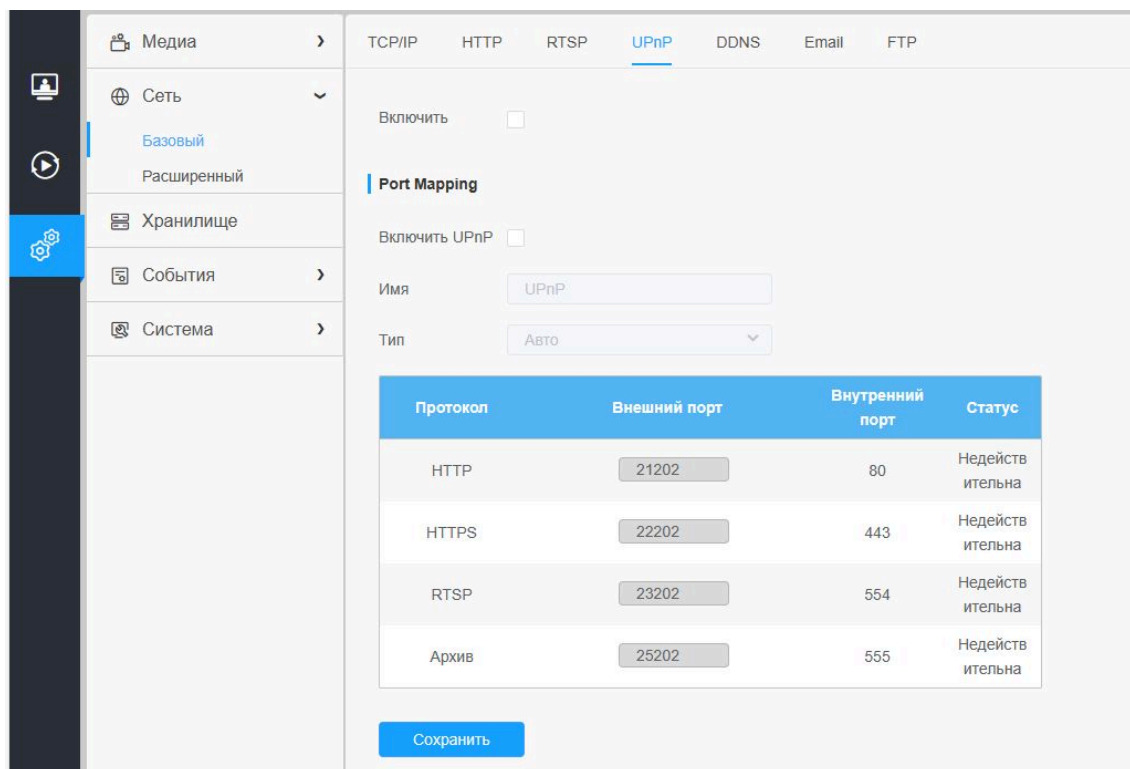 Медиа
Сеть
Базовый
Расширенный
Хранилище
События
Система
TCP/IP HTTP RTSP UPnP DDNS Email FTP
Включить
Port Mapping
Включить UPnP
Имя UPnP
Тип Авто
Протокол Внешний порт Внутренний порт Статус
HTTP 21202 80 Недейств
ительна
HTTPS 22202 443 Недейств
ительна
RTSP 23202 554 Недейств
ительна
Архив 25202 555 Недейств
ительна
Сохранить